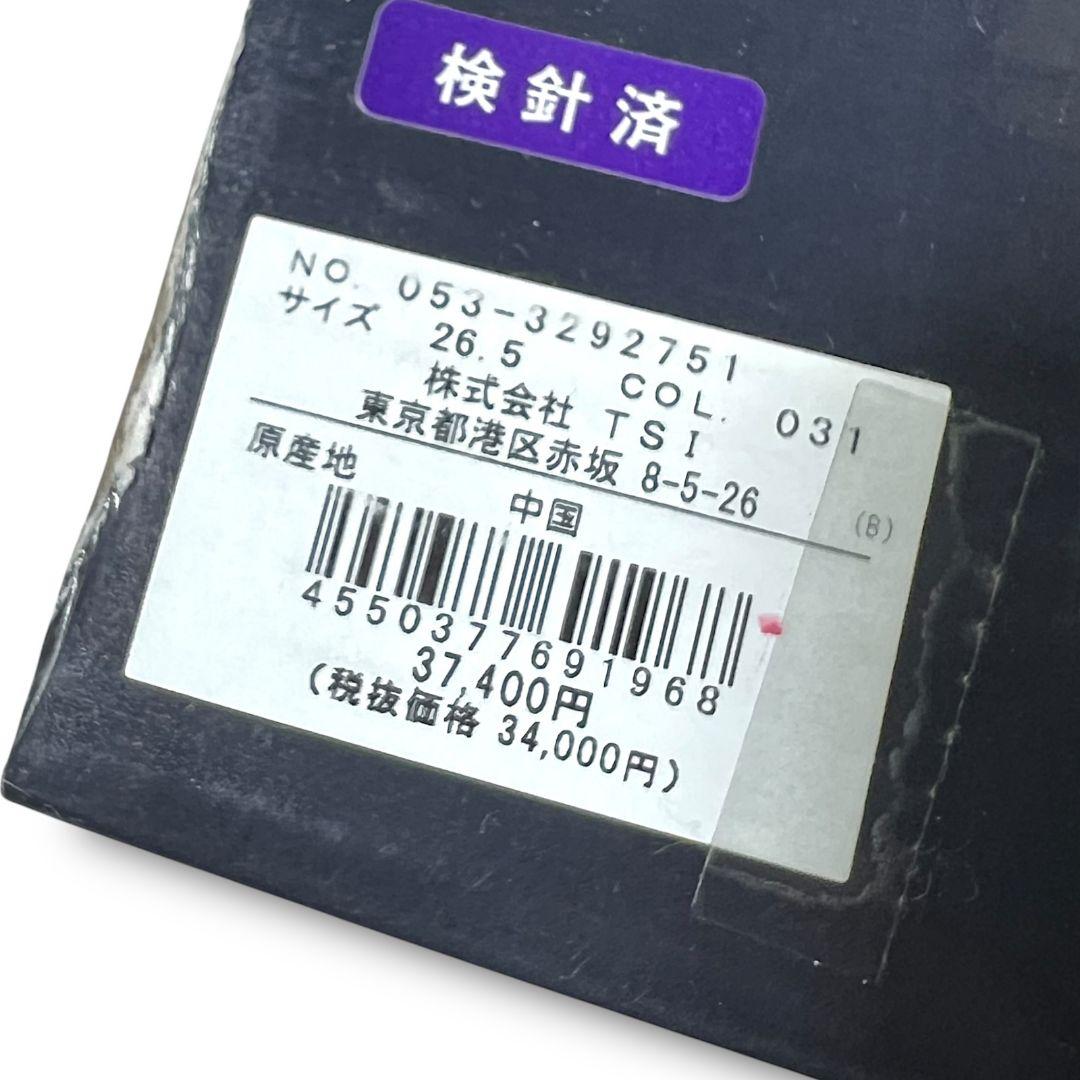 検針済
NO. 053-3292751
サイズ 26.5 COL. 031
株式会社 TSI
東京都港区赤坂 8-5-26
原産地 中国 (B)
4550377691968
37,400円
(税抜価格 34,000円)